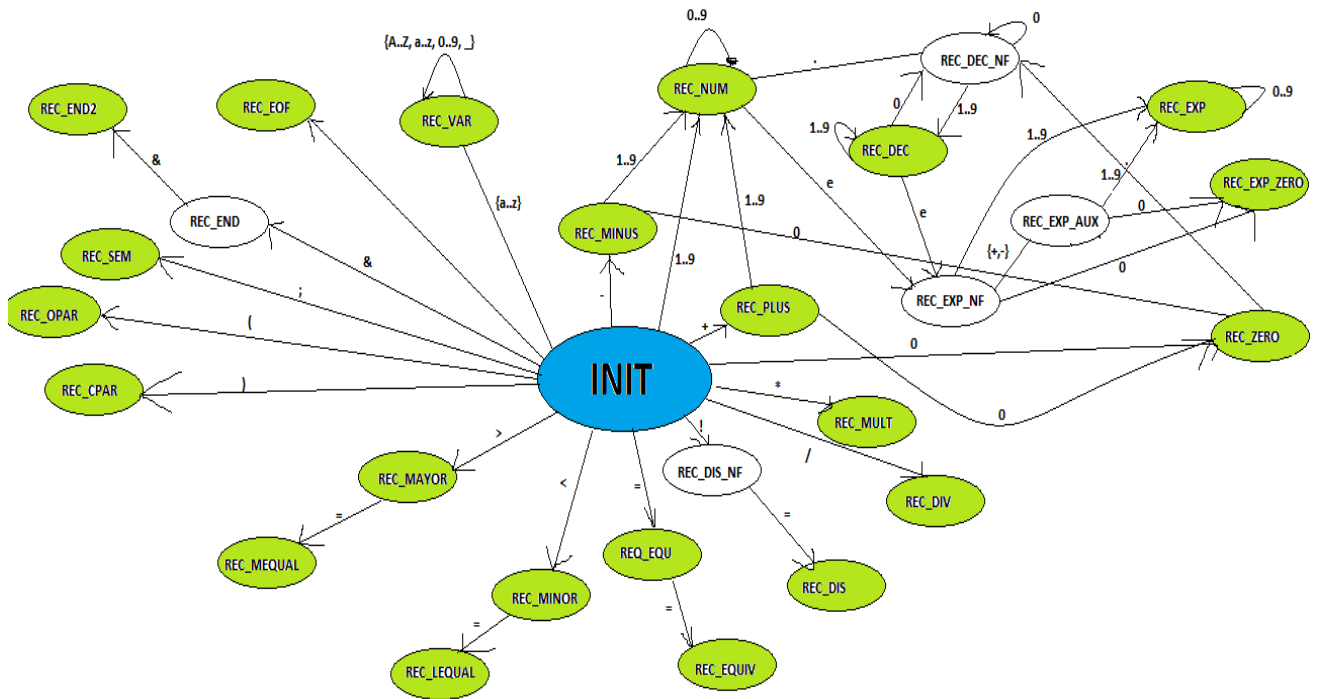 0..9
0
{A..Z, a..z, 0..9, _}
.
REC_DEC_NF
REC_NUM
REC_EXP
0..9
REC_END2
REC_EOF
REC_VAR
0
1..9
1..9
1..9
REC_DEC
&
1..9
1..9
.
e
REC_EXP_ZERO
{a..z}
1..9
e
REC_EXP_AUX
0
REC_END
REC_MINUS
0
REC_SEM
&
1..9
{+,-}
0
;
-
REC_PLUS
REC_EXP_NF
REC_OPAR
(
+
0
REC_ZERO
INIT
REC_CPAR
)
*
0
REC_MULT
!
>
/
REC_MAYOR
REC_DIS_NF
<
=
REC_DIV
=
=
REQ_EQU
REC_MEQUAL
REC_DIS
REC_MINOR
=
=
REC_LEQUAL
REC_EQUIV